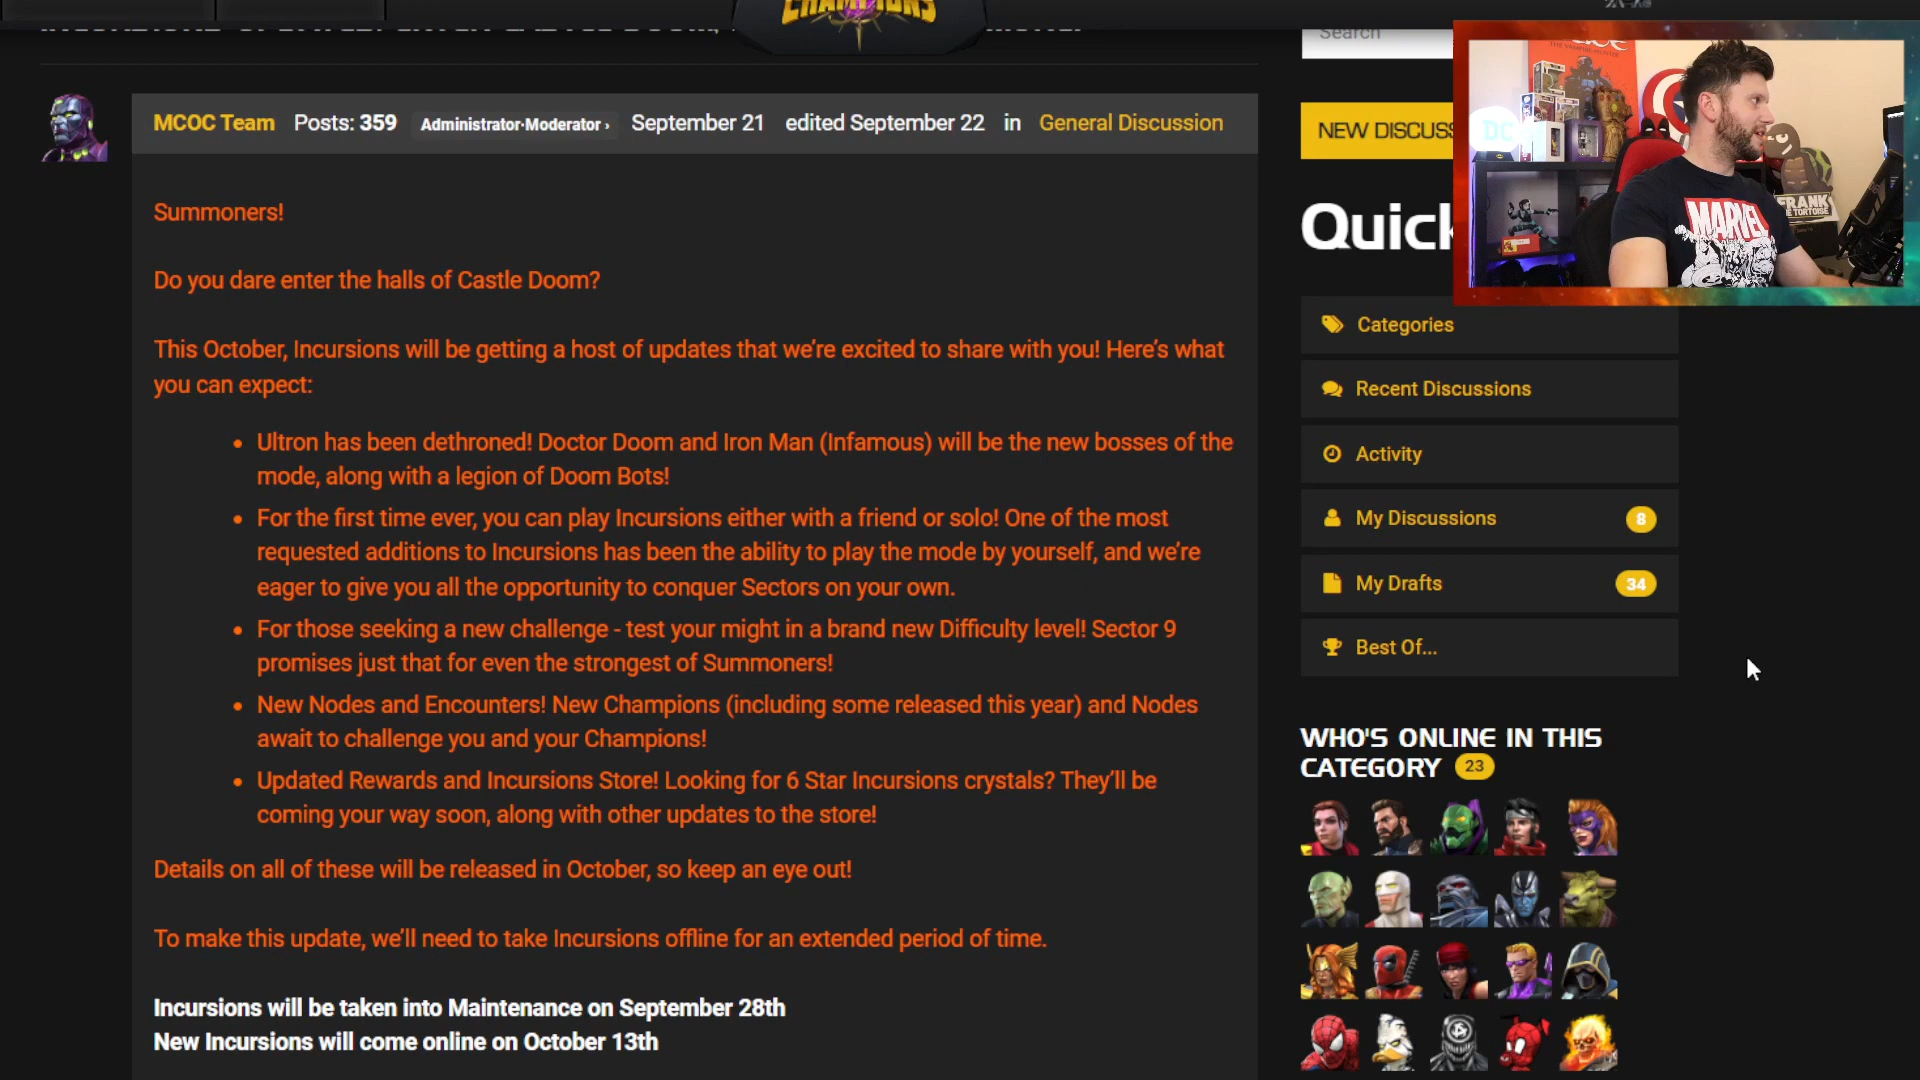 CHAMPIONS
Search
MCOC Team Posts: 359 Administrator·Moderator › September 21 edited September 22 in General Discussion
NEW DISCUSS
Summoners!
Quick
Do you dare enter the halls of Castle Doom?
This October, Incursions will be getting a host of updates that we're excited to share with you! Here's what
you can expect:
• Ultron has been dethroned! Doctor Doom and Iron Man (Infamous) will be the new bosses of the
mode, along with a legion of Doom Bots!
• For the first time ever, you can play Incursions either with a friend or solo! One of the most
requested additions to Incursions has been the ability to play the mode by yourself, and we're
eager to give you all the opportunity to conquer Sectors on your own.
• For those seeking a new challenge - test your might in a brand new Difficulty level! Sector 9
promises just that for even the strongest of Summoners!
• New Nodes and Encounters! New Champions (including some released this year) and Nodes
await to challenge you and your Champions!
• Updated Rewards and Incursions Store! Looking for 6 Star Incursions crystals? They'll be
coming your way soon, along with other updates to the store!
Details on all of these will be released in October, so keep an eye out!
To make this update, we'll need to take Incursions offline for an extended period of time.
Incursions will be taken into Maintenance on September 28th
New Incursions will come online on October 13th
Categories
Recent Discussions
Activity
My Discussions 8
My Drafts 34
Best Of...
WHO'S ONLINE IN THIS
CATEGORY 23
DC
MARVEL
FRANK
THE TORTOISE